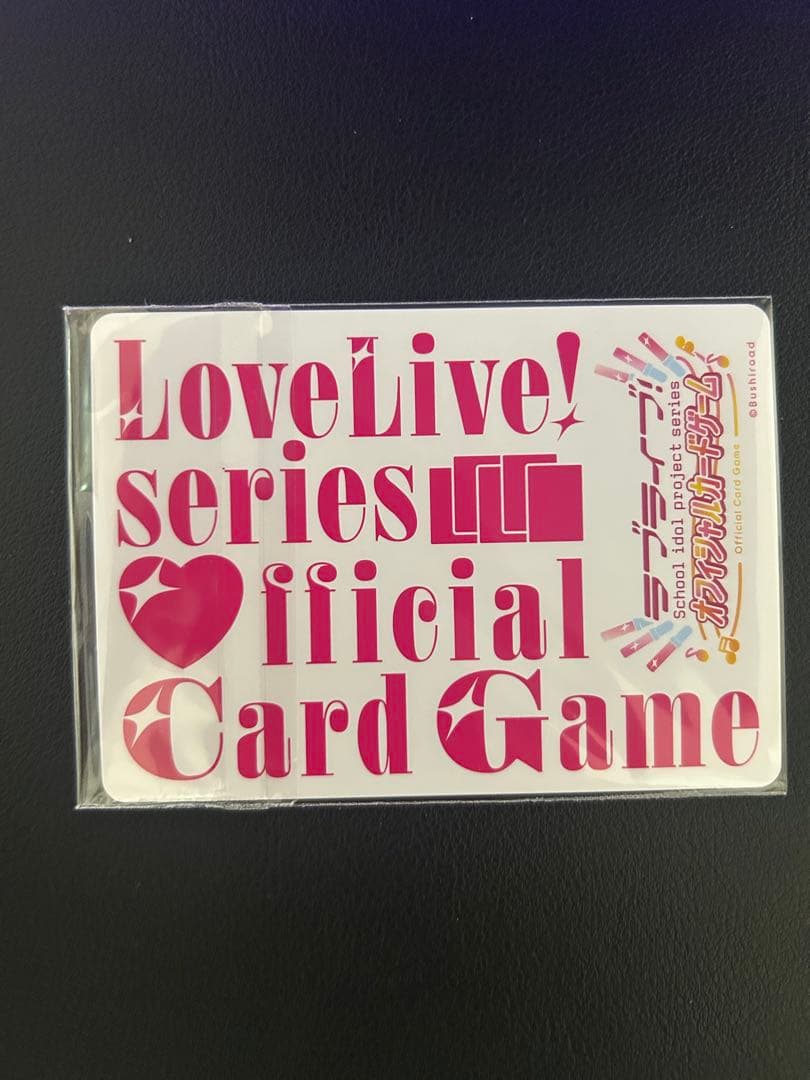 LoveLive!
series
Official
Card Game
ラブライブ!
School idol project series
オフィシャルカードゲーム
Official Card Game
©Bushiroad